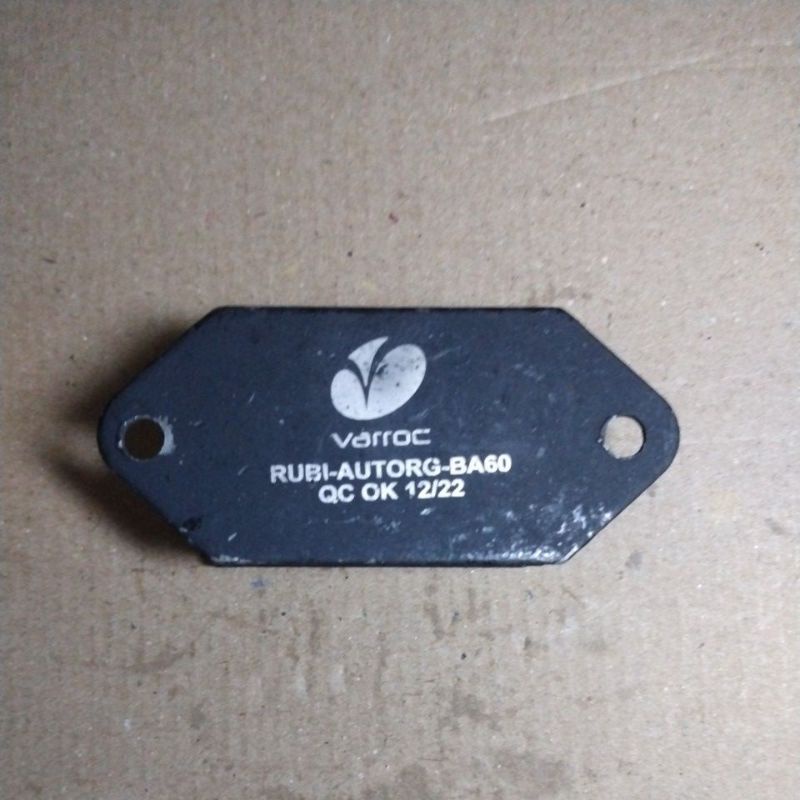 varroc
RUBI-AUTORG-BA60
QC OK 12/22